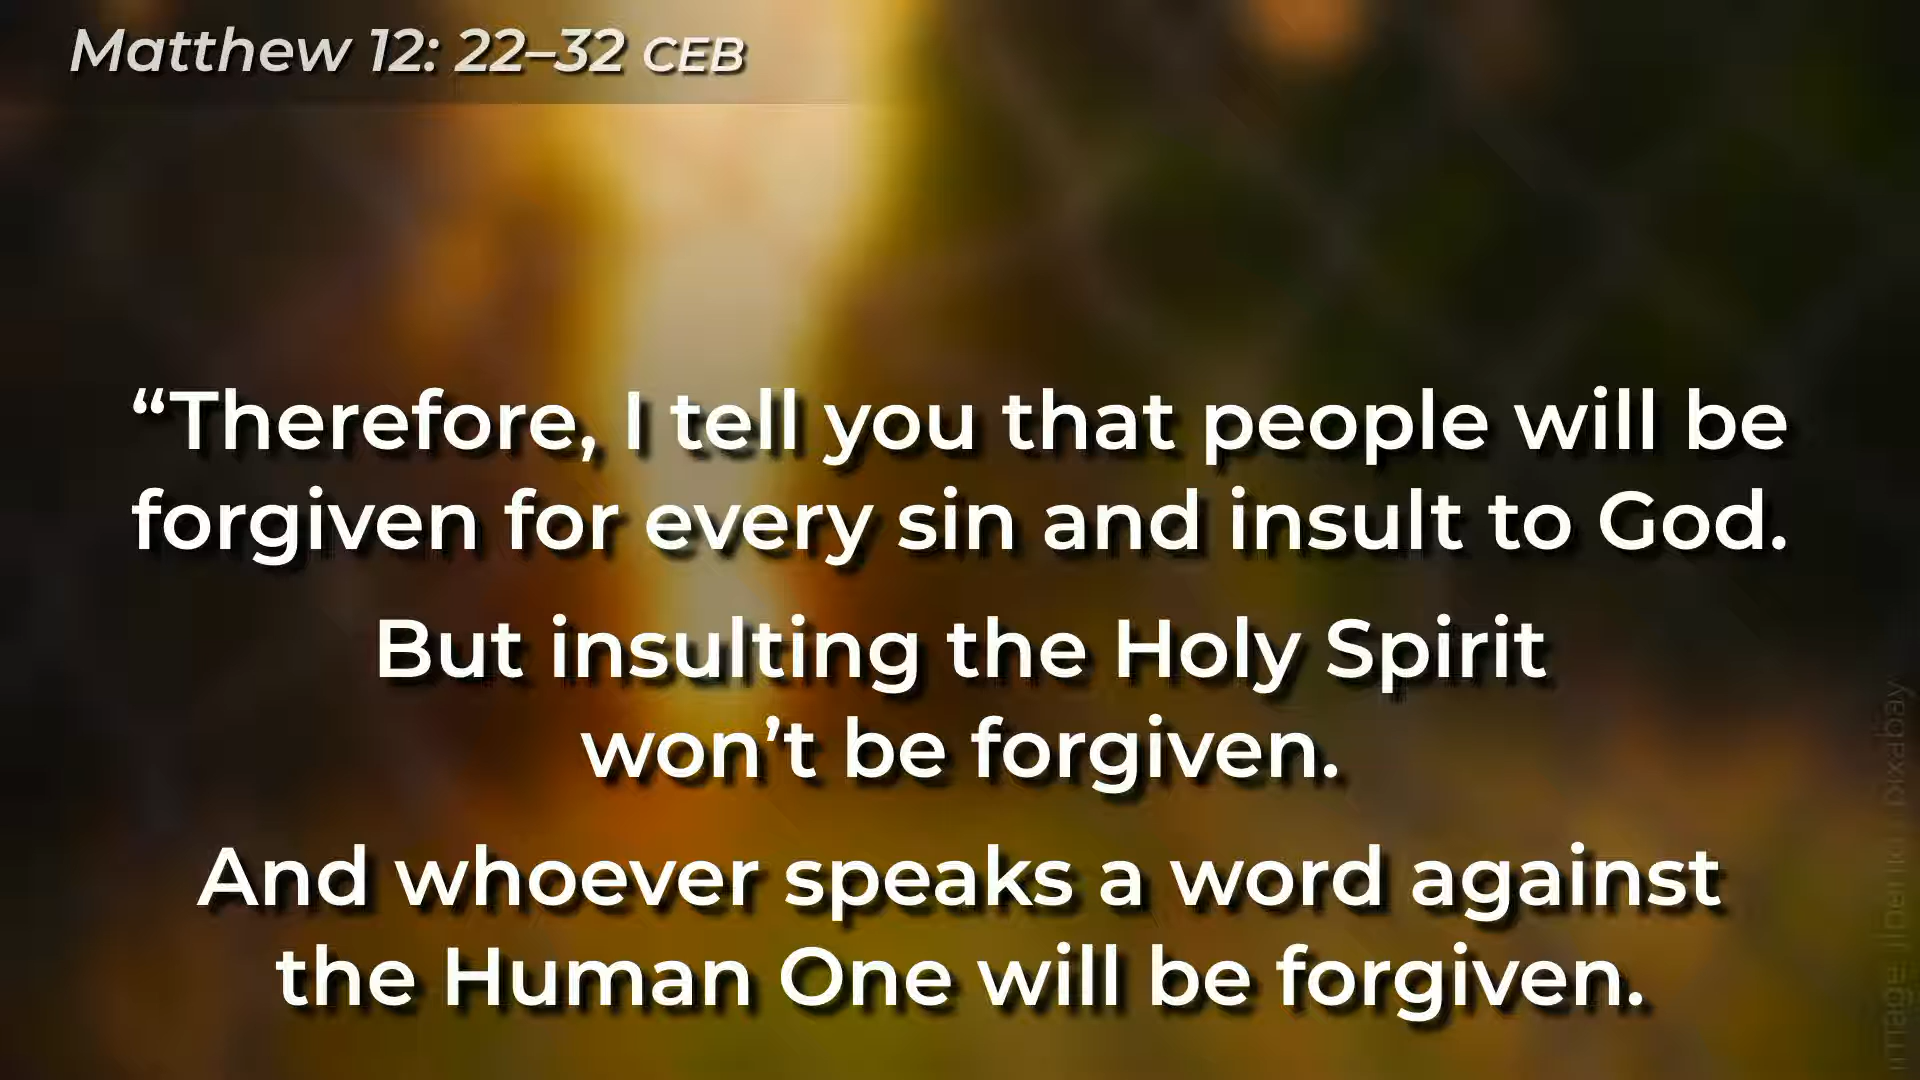 Matthew 12: 22–32 CEB
“Therefore, I tell you that people will be
forgiven for every sin and insult to God.
But insulting the Holy Spirit
won’t be forgiven.
And whoever speaks a word against
the Human One will be forgiven.